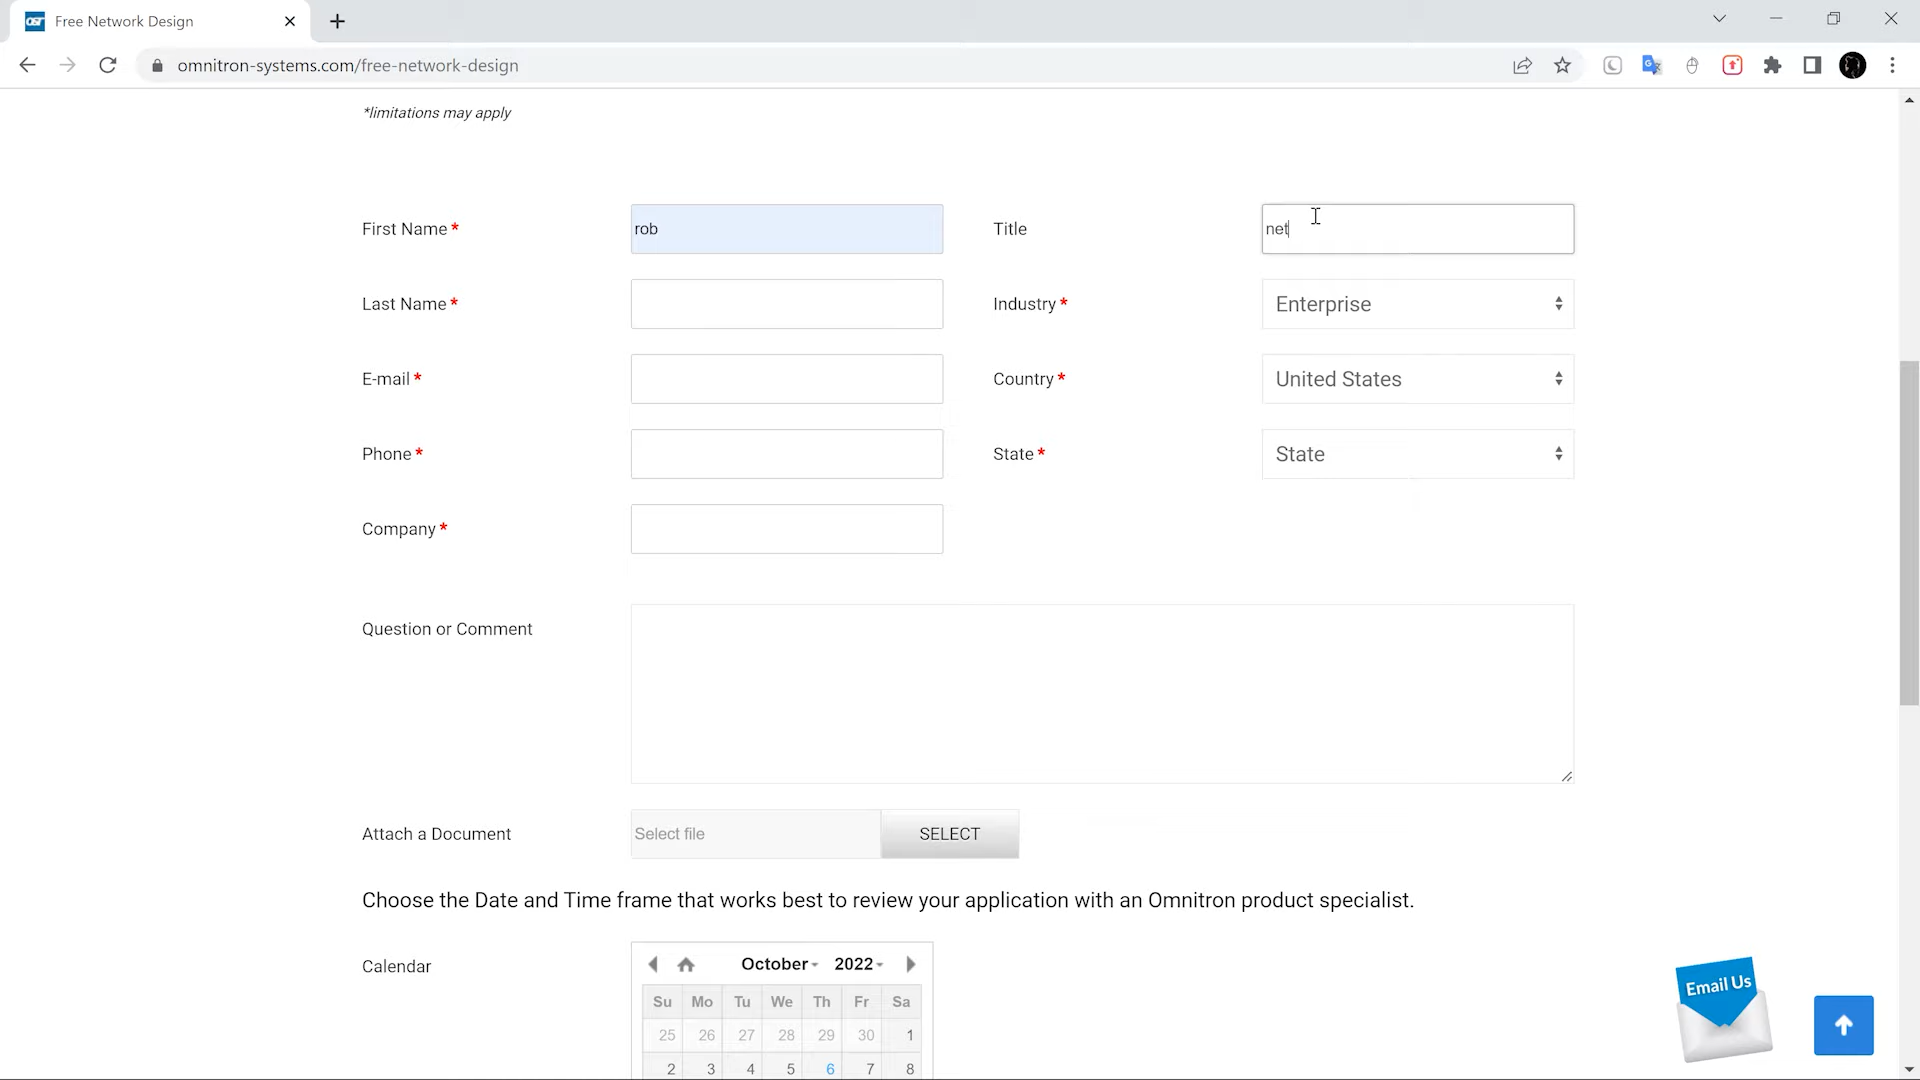 Free Network Design
omnitron-systems.com/free-network-design
*limitations may apply
First Name *
rob
Title
net
Last Name *
Industry *
Enterprise
E-mail *
Country *
United States
Phone *
State *
State
Company *
Question or Comment
Attach a Document
Select file
SELECT
Choose the Date and Time frame that works best to review your application with an Omnitron product specialist.
Calendar
October 2022
Su Mo Tu We Th Fr Sa
25 26 27 28 29 30 1
2 3 4 5 6 7 8
Email Us